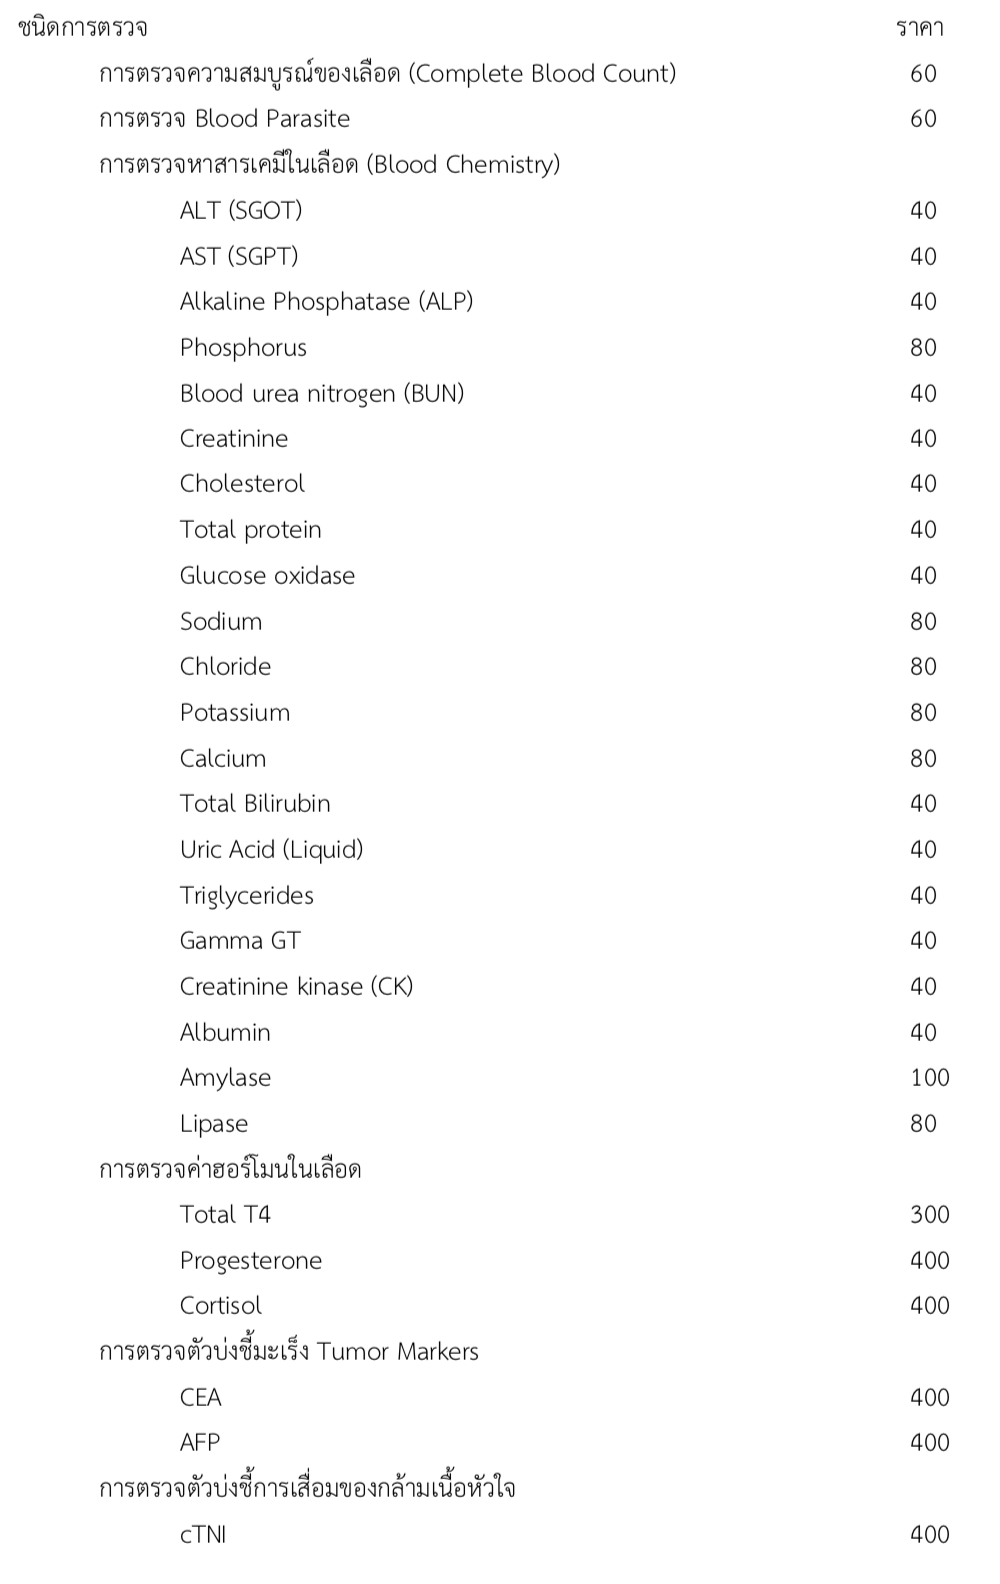 ชนิดการตรวจ ราคา
การตรวจความสมบูรณ์ของเลือด (Complete Blood Count) 60
การตรวจ Blood Parasite 60
การตรวจหาสารเคมีในเลือด (Blood Chemistry)
ALT (SGOT) 40
AST (SGPT) 40
Alkaline Phosphatase (ALP) 40
Phosphorus 80
Blood urea nitrogen (BUN) 40
Creatinine 40
Cholesterol 40
Total protein 40
Glucose oxidase 40
Sodium 80
Chloride 80
Potassium 80
Calcium 80
Total Bilirubin 40
Uric Acid (Liquid) 40
Triglycerides 40
Gamma GT 40
Creatinine kinase (CK) 40
Albumin 40
Amylase 100
Lipase 80
การตรวจค่าฮอร์โมนในเลือด
Total T4 300
Progesterone 400
Cortisol 400
การตรวจตัวบ่งชี้มะเร็ง Tumor Markers
CEA 400
AFP 400
การตรวจตัวบ่งชี้การเสื่อมของกล้ามเนื้อหัวใจ
cTNI 400